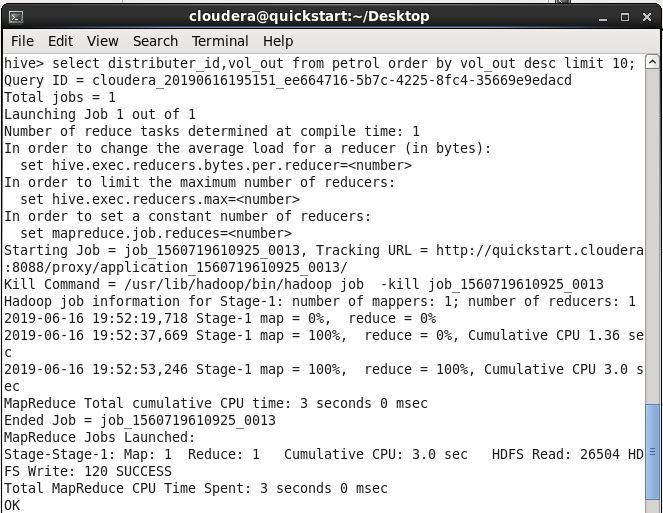 cloudera@quickstart:~/Desktop
File Edit View Search Terminal Help
hive> select distributer_id,vol_out from petrol order by vol_out desc limit 10;
Query ID = cloudera_20190616195151_ee664716-5b7c-4225-8fc4-35669e9edacd
Total jobs = 1
Launching Job 1 out of 1
Number of reduce tasks determined at compile time: 1
In order to change the average load for a reducer (in bytes):
  set hive.exec.reducers.bytes.per.reducer=<number>
In order to limit the maximum number of reducers:
  set hive.exec.reducers.max=<number>
In order to set a constant number of reducers:
  set mapreduce.job.reduces=<number>
Starting Job = job_1560719610925_0013, Tracking URL = http://quickstart.cloudera
:8088/proxy/application_1560719610925_0013/
Kill Command = /usr/lib/hadoop/bin/hadoop job  -kill job_1560719610925_0013
Hadoop job information for Stage-1: number of mappers: 1; number of reducers: 1
2019-06-16 19:52:19,718 Stage-1 map = 0%,  reduce = 0%
2019-06-16 19:52:37,669 Stage-1 map = 100%,  reduce = 0%, Cumulative CPU 1.36 se
c
2019-06-16 19:52:53,246 Stage-1 map = 100%,  reduce = 100%, Cumulative CPU 3.0 s
ec
MapReduce Total cumulative CPU time: 3 seconds 0 msec
Ended Job = job_1560719610925_0013
MapReduce Jobs Launched:
Stage-Stage-1: Map: 1  Reduce: 1   Cumulative CPU: 3.0 sec   HDFS Read: 26504 HD
FS Write: 120 SUCCESS
Total MapReduce CPU Time Spent: 3 seconds 0 msec
OK